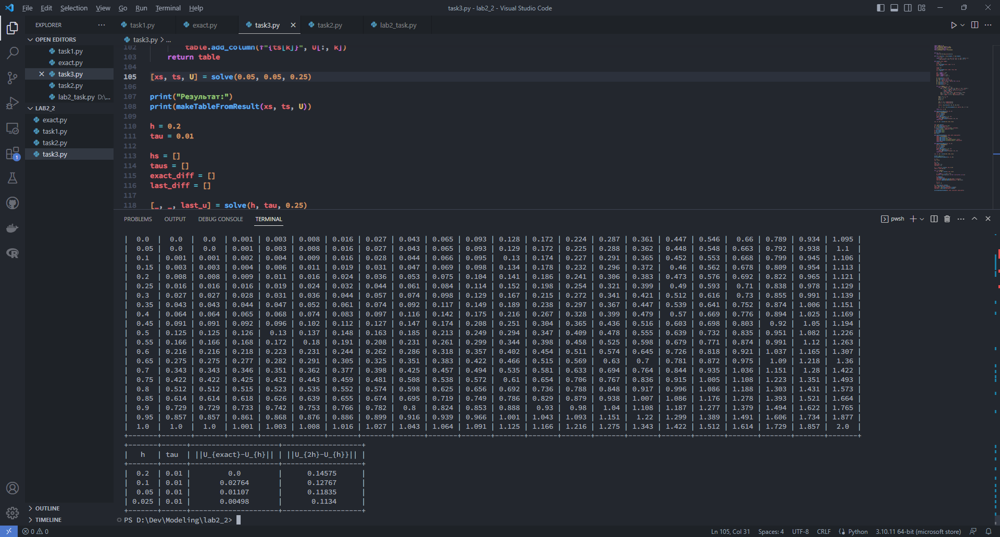 File Edit Selection View Go Run Terminal Help
task3.py - lab2_2 - Visual Studio Code
EXPLORER
task1.py exact.py task3.py task2.py lab2_task.py
OPEN EDITORS
task1.py
exact.py
task3.py
task2.py
lab2_task.py D:\...
LAB2_2
exact.py
task1.py
task2.py
task3.py
1
OUTLINE
TIMELINE
task3.py > ...
102 table.add_column(f"{ts[k]}", U[:, k])
103 return table
104
105 [xs, ts, U] = solve(0.05, 0.05, 0.25)
106
107 print("Результат:")
108 print(makeTableFromResult(xs, ts, U))
109
110 h = 0.2
111 tau = 0.01
112
113 hs = []
114 taus = []
115 exact_diff = []
116 last_diff = []
117
118 [_, _, last_u] = solve(h, tau, 0.25)
PROBLEMS OUTPUT DEBUG CONSOLE TERMINAL
pwsh
| 0.0 | 0.0 | 0.0 | 0.001 | 0.003 | 0.008 | 0.016 | 0.027 | 0.043 | 0.065 | 0.093 | 0.128 | 0.172 | 0.224 | 0.287 | 0.361 | 0.447 | 0.546 | 0.66 | 0.789 | 0.934 | 1.095 |
| 0.05 | 0.0 | 0.0 | 0.001 | 0.003 | 0.008 | 0.016 | 0.027 | 0.043 | 0.065 | 0.093 | 0.129 | 0.172 | 0.225 | 0.288 | 0.362 | 0.448 | 0.548 | 0.663 | 0.792 | 0.938 | 1.1 |
| 0.1 | 0.001 | 0.001 | 0.002 | 0.004 | 0.009 | 0.016 | 0.028 | 0.044 | 0.066 | 0.095 | 0.13 | 0.174 | 0.227 | 0.291 | 0.365 | 0.452 | 0.553 | 0.668 | 0.799 | 0.945 | 1.106 |
| 0.15 | 0.003 | 0.003 | 0.004 | 0.006 | 0.011 | 0.019 | 0.031 | 0.047 | 0.069 | 0.098 | 0.134 | 0.178 | 0.232 | 0.296 | 0.372 | 0.46 | 0.562 | 0.678 | 0.809 | 0.954 | 1.113 |
| 0.2 | 0.008 | 0.008 | 0.009 | 0.011 | 0.016 | 0.024 | 0.036 | 0.053 | 0.075 | 0.104 | 0.141 | 0.186 | 0.241 | 0.306 | 0.383 | 0.473 | 0.576 | 0.692 | 0.822 | 0.965 | 1.121 |
| 0.25 | 0.016 | 0.016 | 0.016 | 0.019 | 0.024 | 0.032 | 0.044 | 0.061 | 0.084 | 0.114 | 0.152 | 0.198 | 0.254 | 0.321 | 0.399 | 0.49 | 0.593 | 0.71 | 0.838 | 0.978 | 1.129 |
| 0.3 | 0.027 | 0.027 | 0.028 | 0.031 | 0.036 | 0.044 | 0.057 | 0.074 | 0.098 | 0.129 | 0.167 | 0.215 | 0.272 | 0.341 | 0.421 | 0.512 | 0.616 | 0.73 | 0.855 | 0.991 | 1.139 |
| 0.35 | 0.043 | 0.043 | 0.044 | 0.047 | 0.052 | 0.061 | 0.074 | 0.092 | 0.117 | 0.149 | 0.189 | 0.238 | 0.297 | 0.367 | 0.447 | 0.539 | 0.641 | 0.752 | 0.874 | 1.006 | 1.151 |
| 0.4 | 0.064 | 0.064 | 0.065 | 0.068 | 0.074 | 0.083 | 0.097 | 0.116 | 0.142 | 0.175 | 0.216 | 0.267 | 0.328 | 0.399 | 0.479 | 0.57 | 0.669 | 0.776 | 0.894 | 1.025 | 1.169 |
| 0.45 | 0.091 | 0.091 | 0.092 | 0.096 | 0.102 | 0.112 | 0.127 | 0.147 | 0.174 | 0.208 | 0.251 | 0.304 | 0.365 | 0.436 | 0.516 | 0.603 | 0.698 | 0.803 | 0.92 | 1.05 | 1.194 |
| 0.5 | 0.125 | 0.125 | 0.126 | 0.13 | 0.137 | 0.148 | 0.163 | 0.185 | 0.213 | 0.249 | 0.294 | 0.347 | 0.409 | 0.478 | 0.555 | 0.639 | 0.732 | 0.835 | 0.951 | 1.082 | 1.226 |
| 0.55 | 0.166 | 0.166 | 0.168 | 0.172 | 0.18 | 0.191 | 0.208 | 0.231 | 0.261 | 0.299 | 0.344 | 0.398 | 0.458 | 0.525 | 0.598 | 0.679 | 0.771 | 0.874 | 0.991 | 1.12 | 1.263 |
| 0.6 | 0.216 | 0.216 | 0.218 | 0.223 | 0.231 | 0.244 | 0.262 | 0.286 | 0.318 | 0.357 | 0.402 | 0.454 | 0.511 | 0.574 | 0.645 | 0.726 | 0.818 | 0.921 | 1.037 | 1.165 | 1.307 |
| 0.65 | 0.275 | 0.275 | 0.277 | 0.282 | 0.291 | 0.305 | 0.325 | 0.351 | 0.383 | 0.422 | 0.466 | 0.515 | 0.569 | 0.63 | 0.7 | 0.781 | 0.872 | 0.975 | 1.09 | 1.218 | 1.36 |
| 0.7 | 0.343 | 0.343 | 0.346 | 0.351 | 0.362 | 0.377 | 0.398 | 0.425 | 0.457 | 0.494 | 0.535 | 0.581 | 0.633 | 0.694 | 0.764 | 0.844 | 0.935 | 1.036 | 1.151 | 1.28 | 1.422 |
| 0.75 | 0.422 | 0.422 | 0.425 | 0.432 | 0.443 | 0.459 | 0.481 | 0.508 | 0.538 | 0.572 | 0.61 | 0.654 | 0.706 | 0.767 | 0.836 | 0.915 | 1.005 | 1.108 | 1.223 | 1.351 | 1.493 |
| 0.8 | 0.512 | 0.512 | 0.515 | 0.523 | 0.535 | 0.552 | 0.574 | 0.598 | 0.625 | 0.656 | 0.692 | 0.736 | 0.788 | 0.848 | 0.917 | 0.996 | 1.086 | 1.188 | 1.303 | 1.431 | 1.573 |
| 0.85 | 0.614 | 0.614 | 0.618 | 0.626 | 0.639 | 0.655 | 0.674 | 0.695 | 0.719 | 0.749 | 0.786 | 0.829 | 0.879 | 0.938 | 1.007 | 1.086 | 1.176 | 1.278 | 1.393 | 1.521 | 1.664 |
| 0.9 | 0.729 | 0.729 | 0.733 | 0.742 | 0.753 | 0.766 | 0.782 | 0.8 | 0.824 | 0.853 | 0.888 | 0.93 | 0.98 | 1.04 | 1.108 | 1.187 | 1.277 | 1.379 | 1.494 | 1.622 | 1.765 |
| 0.95 | 0.857 | 0.857 | 0.861 | 0.868 | 0.876 | 0.886 | 0.899 | 0.916 | 0.939 | 0.966 | 1.001 | 1.043 | 1.093 | 1.151 | 1.22 | 1.299 | 1.389 | 1.491 | 1.606 | 1.734 | 1.877 |
| 1.0 | 1.0 | 1.0 | 1.001 | 1.003 | 1.008 | 1.016 | 1.027 | 1.043 | 1.064 | 1.091 | 1.125 | 1.166 | 1.216 | 1.275 | 1.343 | 1.422 | 1.512 | 1.614 | 1.729 | 1.857 | 2.0 |
| h | tau | ||U_{exact}-U_{h}|| | ||U_{2h}-U_{h}}|| |
| 0.2 | 0.01 | 0.0 | 0.14575 |
| 0.1 | 0.01 | 0.02764 | 0.12767 |
| 0.05 | 0.01 | 0.01107 | 0.11835 |
| 0.025 | 0.01 | 0.00498 | 0.1134 |
PS D:\Dev\Modeling\lab2_2>
0 0
Ln 105, Col 31 Spaces: 4 UTF-8 CRLF Python 3.10.11 64-bit (microsoft store)